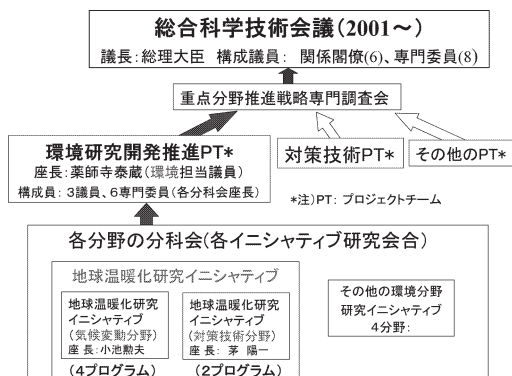 総合科学技術会議(2001～)
議長:総理大臣 構成議員: 関係閣僚(6)、専門委員(8)
重点分野推進戦略専門調査会
環境研究開発推進PT*
座長:薬師寺泰蔵(環境担当議員)
構成員:3議員、6専門委員(各分科会座長)
対策技術PT*
その他のPT*
*注)PT: プロジェクトチーム
各分野の分科会(各イニシャティブ研究会合)
地球温暖化研究イニシャティブ
地球温暖化研究
イニシャティブ
(気候変動分野)
座 長:小池勲夫
(4プログラム)
地球温暖化研究
イニシャティブ
(対策技術分野)
座 長: 茅 陽一
(2プログラム)
その他の環境分野
研究イニシャティブ
4分野: